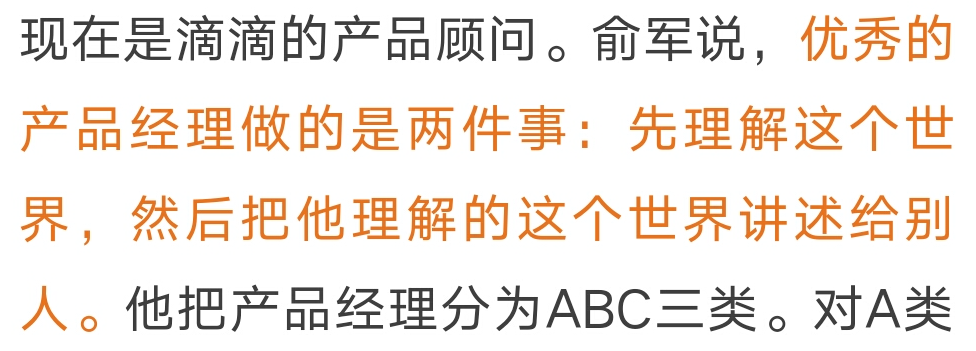 现在是滴滴的产品顾问。俞军说，优秀的
产品经理做的是两件事：先理解这个世
界，然后把他理解的这个世界讲述给别
人。他把产品经理分为ABC三类。对A类